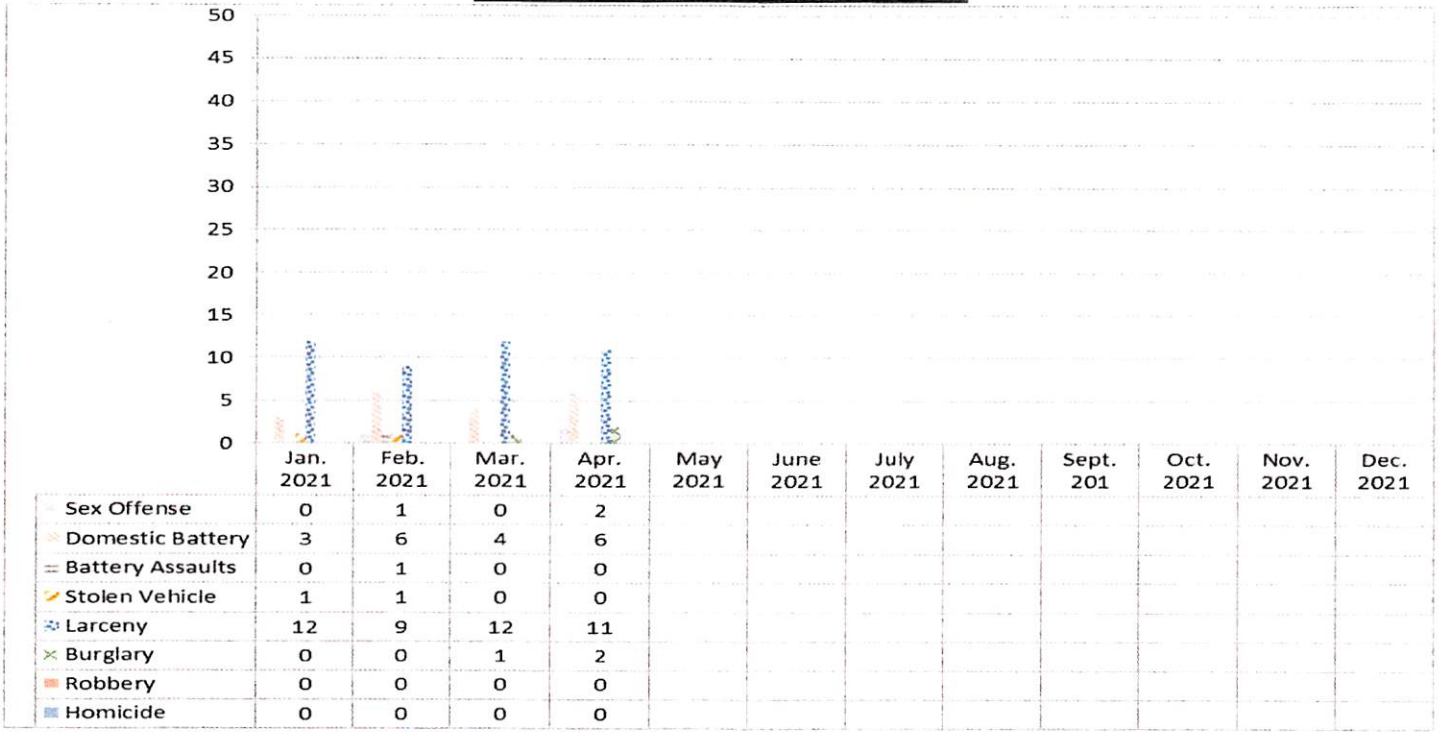 50
45
40
35
30
25
20
15
10
5
0
Jan. 2021 Feb. 2021 Mar. 2021 Apr. 2021 May 2021 June 2021 July 2021 Aug. 2021 Sept. 201 Oct. 2021 Nov. 2021 Dec. 2021
Sex Offense 0 1 0 2
Domestic Battery 3 6 4 6
Battery Assaults 0 1 0 0
Stolen Vehicle 1 1 0 0
Larceny 12 9 12 11
Burglary 0 0 1 2
Robbery 0 0 0 0
Homicide 0 0 0 0